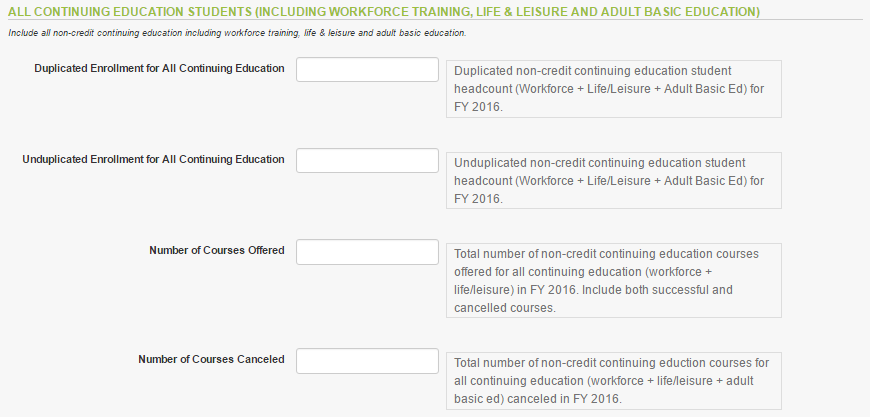 ALL CONTINUING EDUCATION STUDENTS (INCLUDING WORKFORCE TRAINING, LIFE & LEISURE AND ADULT BASIC EDUCATION)
Include all non-credit continuing education including workforce training, life & leisure and adult basic education.
Duplicated Enrollment for All Continuing Education
Duplicated non-credit continuing education student
headcount (Workforce + Life/Leisure + Adult Basic Ed) for
FY 2016.
Unduplicated Enrollment for All Continuing Education
Unduplicated non-credit continuing education student
headcount (Workforce + Life/Leisure + Adult Basic Ed) for
FY 2016.
Number of Courses Offered
Total number of non-credit continuing education courses
offered for all continuing education (workforce +
life/leisure) in FY 2016. Include both successful and
cancelled courses.
Number of Courses Canceled
Total number of non-credit continuing eduction courses for
all continuing education (workforce + life/leisure + adult
basic ed) canceled in FY 2016.